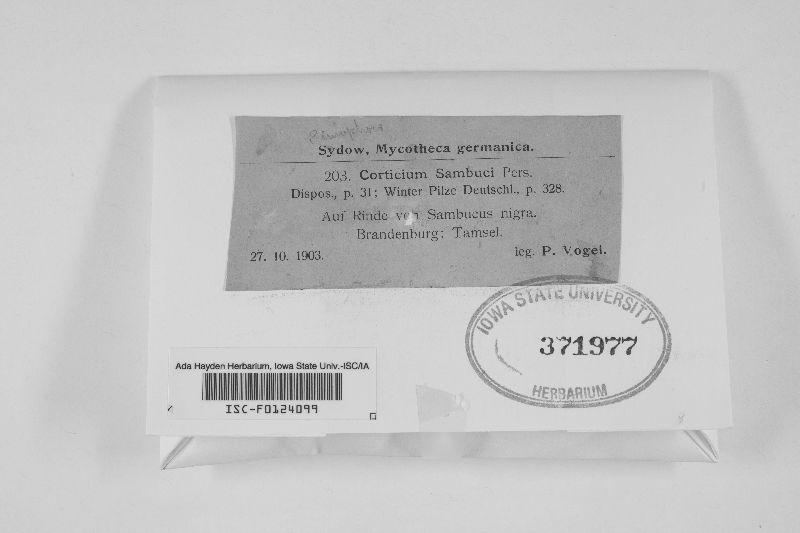 Sydow, Mycotheca germanica.
203. Corticium Sambuci Pers.
Dispos., p. 31; Winter Pilze Deutschl., p. 328.
Auf Rinde von Sambucus nigra.
Brandenburg: Tamsel.
27. 10. 1903. leg. P. Vogel.
IOWA STATE UNIVERSITY
371977
HERBARIUM
Ada Hayden Herbarium, Iowa State Univ.-ISC/IA
ISC-F0124099